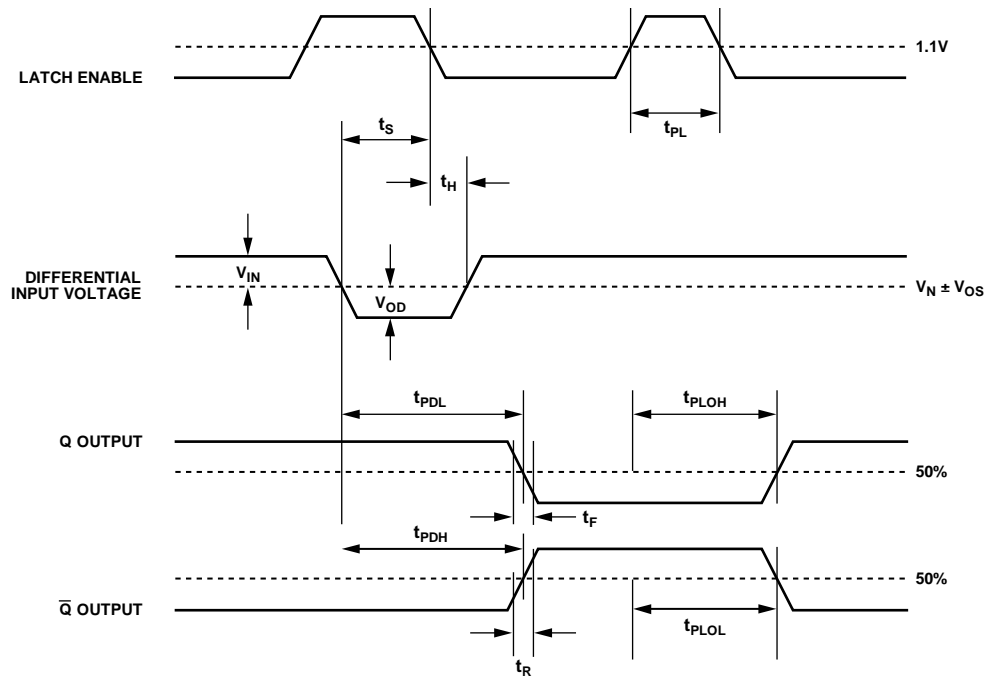 1.1V
LATCH ENABLE
tS
tPL
tH
VIN
DIFFERENTIAL
INPUT VOLTAGE
VOD
VN ± VOS
tPDL
tPLOH
Q OUTPUT
50%
tF
tPDH
50%
Q̅ OUTPUT
tPLOL
tR